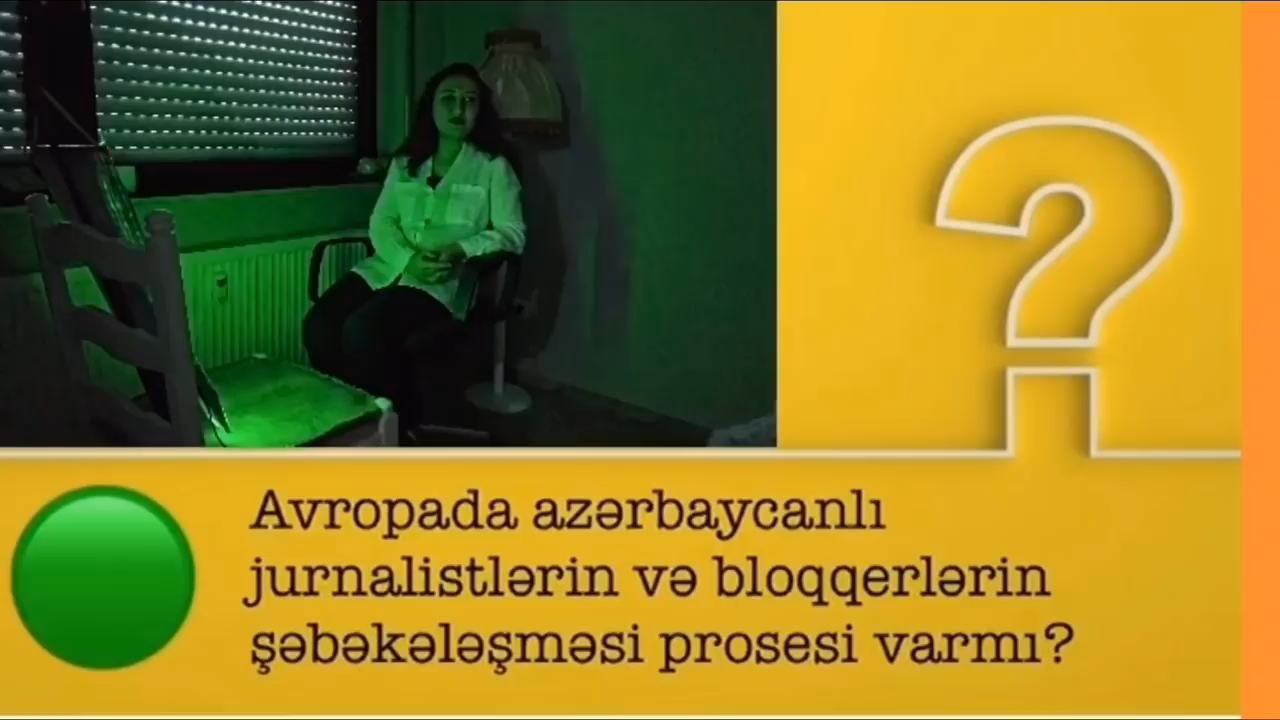 Avropada azərbaycanlı
jurnalistlərin və bloqqerlərin
şəbəkələşməsi prosesi varmı?